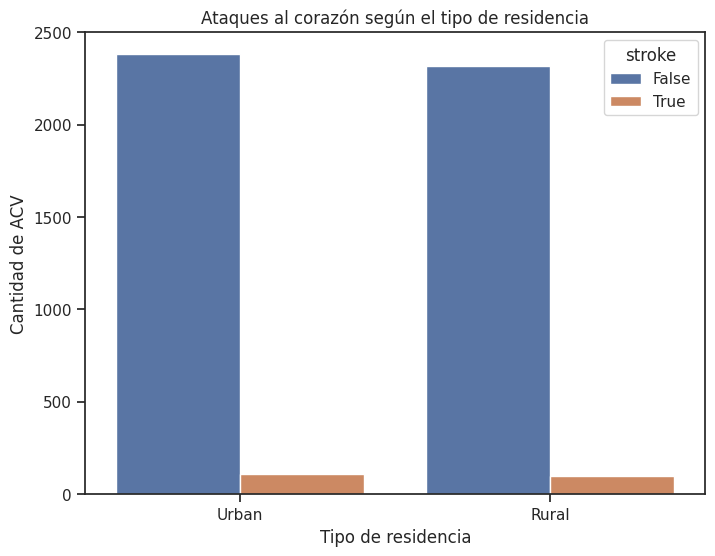 Ataques al corazón según el tipo de residencia
stroke
False
True
Cantidad de ACV
2500
2000
1500
1000
500
0
Urban
Rural
Tipo de residencia